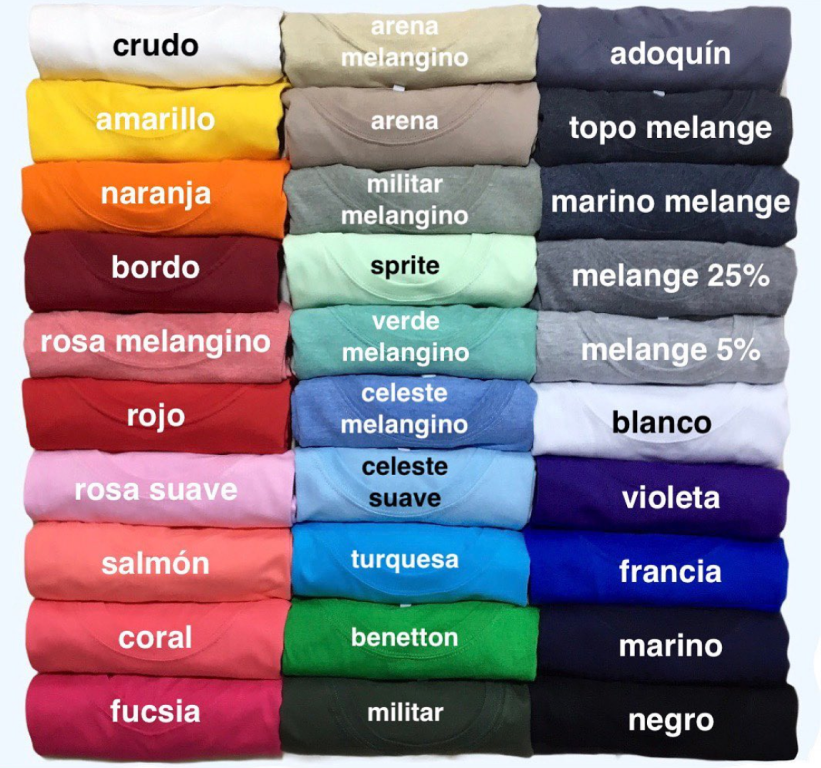 crudo
amarillo
naranja
bordo
rosa melangino
rojo
rosa suave
salmón
coral
fucsia
arena
melangino
arena
militar
melangino
sprite
verde
melangino
celeste
melangino
celeste
suave
turquesa
benetton
militar
adoquín
topo melange
marino melange
melange 25%
melange 5%
blanco
violeta
francia
marino
negro